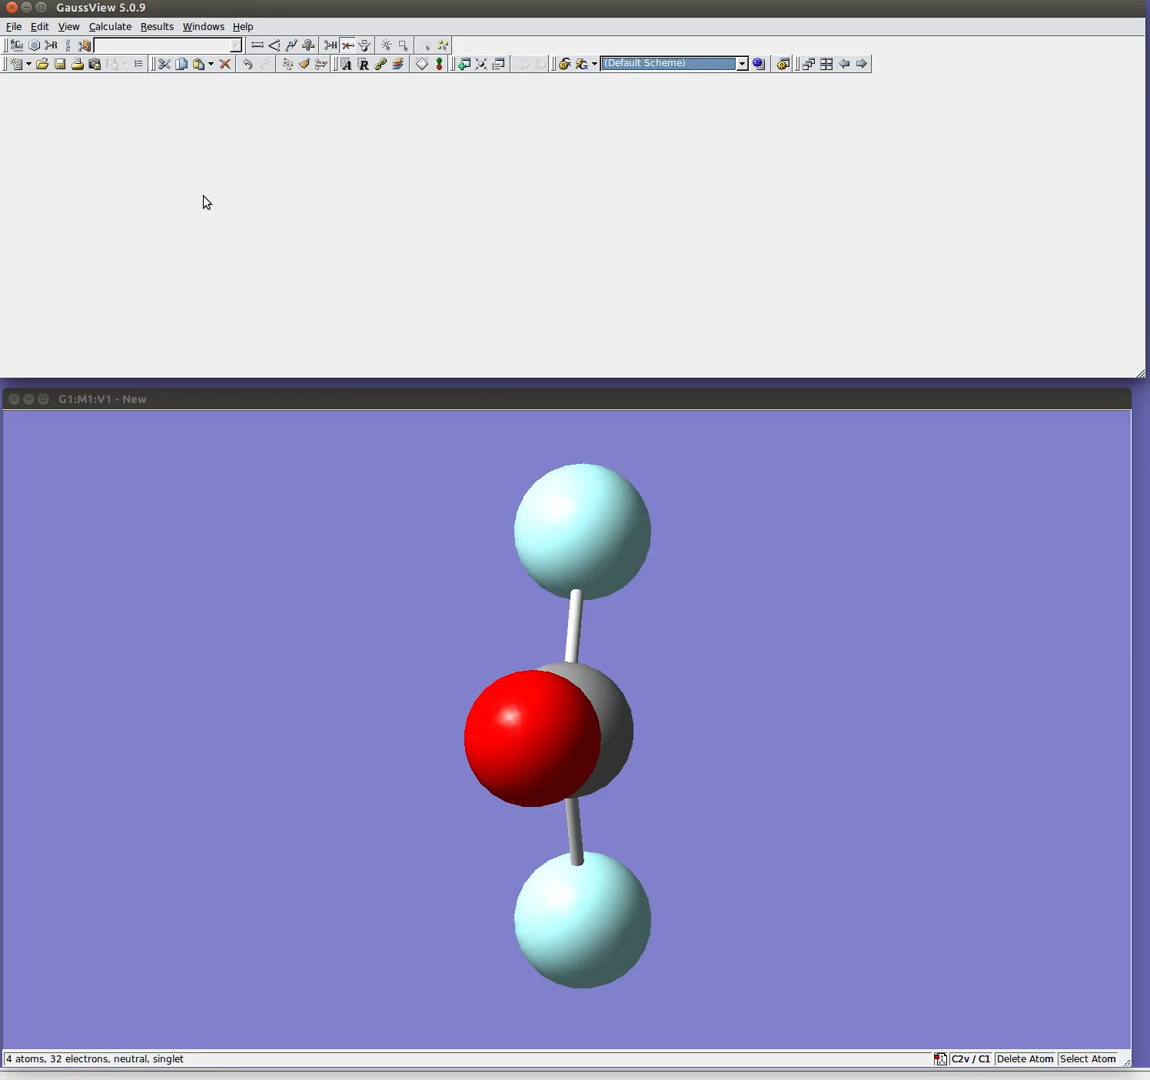 GaussView 5.0.9
File Edit View Calculate Results Windows Help
(Default Scheme)
G1:M1:V1 - New
4 atoms, 32 electrons, neutral, singlet C2v / C1 Delete Atom Select Atom